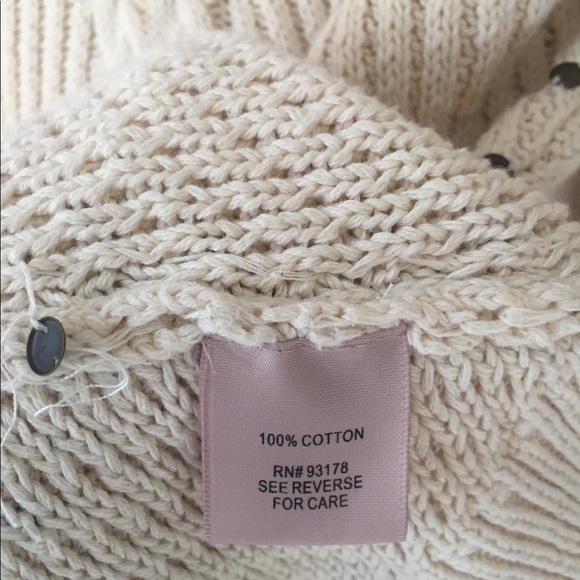 100% COTTON
RN# 93178
SEE REVERSE
FOR CARE